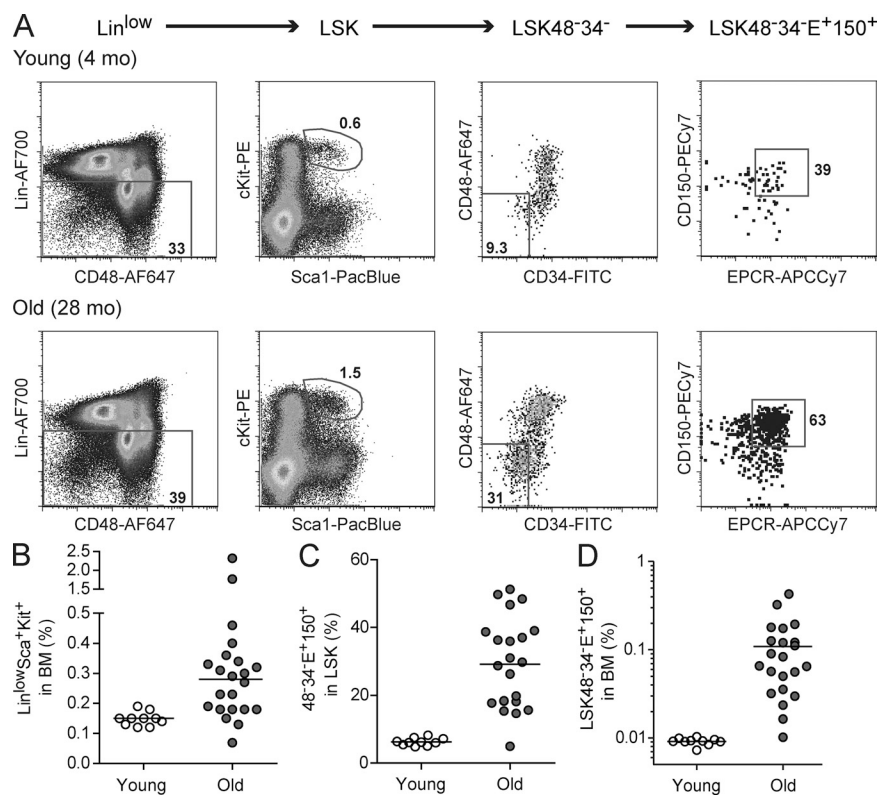 A Lin^low LSK LSK48⁻34⁻ LSK48⁻34⁻E⁺150⁺
Young (4 mo)
Lin-AF700
33
CD48-AF647
cKit-PE
0.6
Sca1-PacBlue
CD48-AF647
9.3
CD34-FITC
CD150-PECy7
39
EPCR-APCCy7
Old (28 mo)
Lin-AF700
39
CD48-AF647
cKit-PE
1.5
Sca1-PacBlue
CD48-AF647
31
CD34-FITC
CD150-PECy7
63
EPCR-APCCy7
B
Lin^lowSca⁺Kit⁺
in BM (%)
2.5
2.0
1.5
0.5
0.4
0.3
0.2
0.1
0.0
Young Old
C
48⁻34⁻E⁺150⁺
in LSK (%)
60
40
20
0
Young Old
D
LSK48⁻34⁻E⁺150⁺
in BM (%)
1
0.1
0.01
Young Old